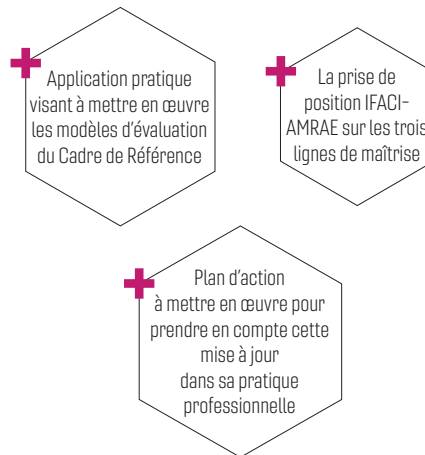 Application pratique
visant à mettre en œuvre
les modèles d'évaluation
du Cadre de Référence
La prise de
position IFACI-
AMRAE sur les trois
lignes de maîtrise
Plan d'action
à mettre en œuvre pour
prendre en compte cette
mise à jour
dans sa pratique
professionnelle